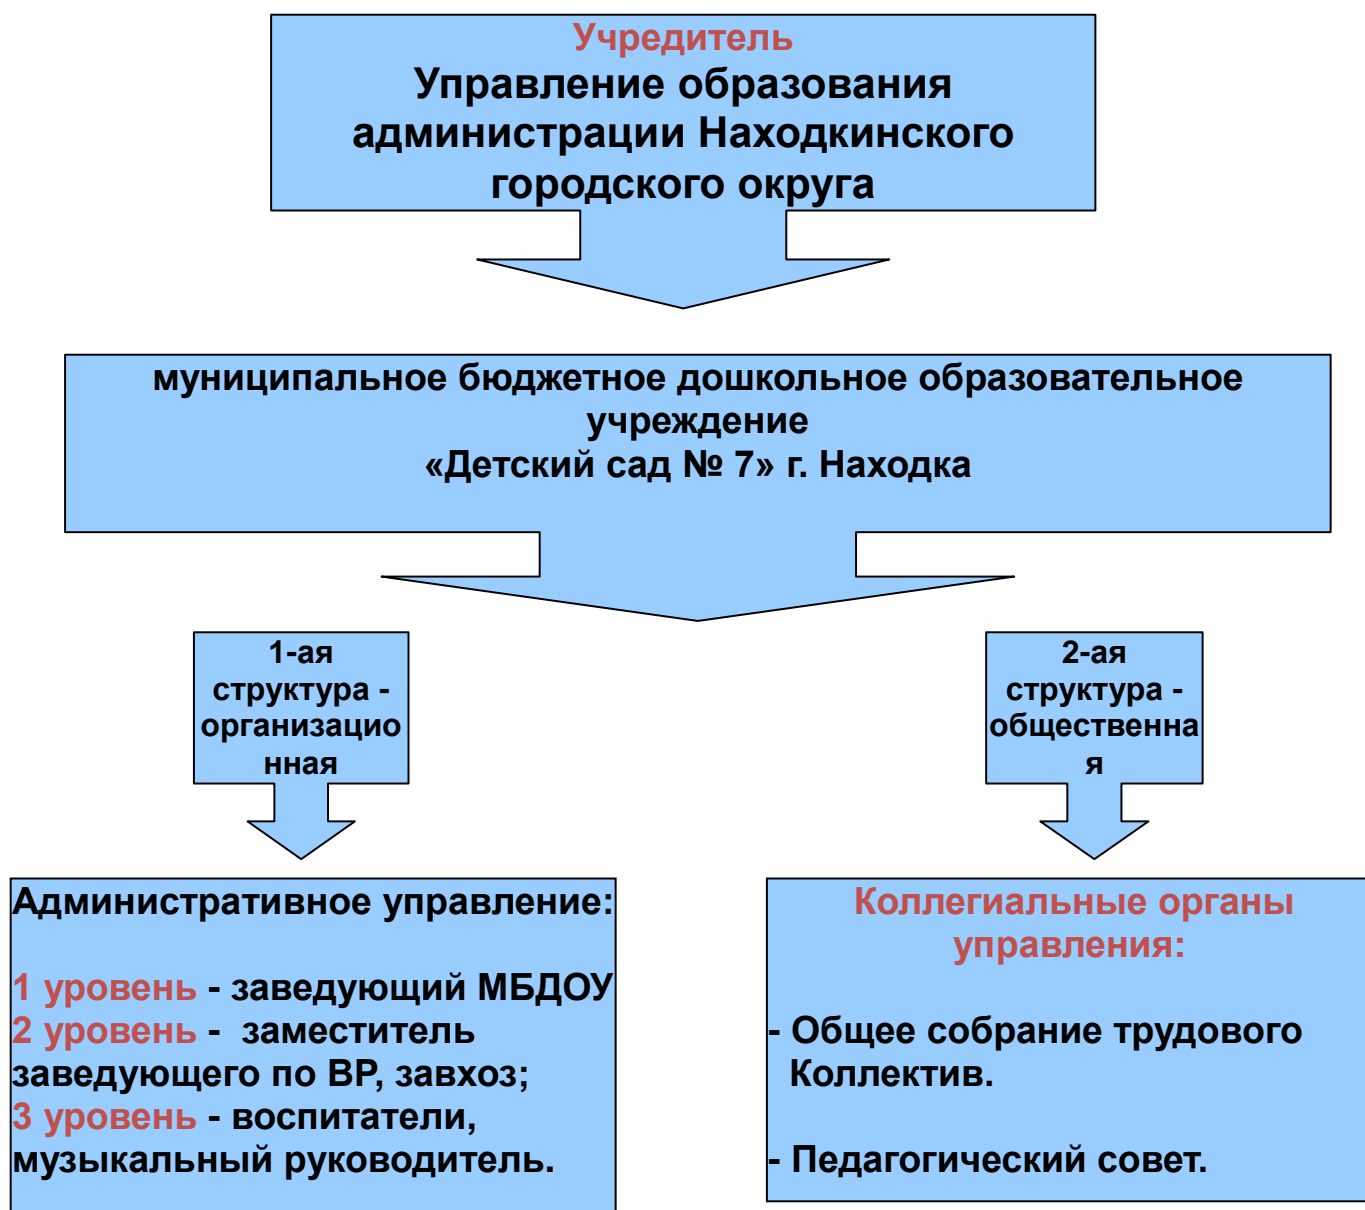 Учредитель
Управление образования
администрации Находкинского
городского округа
муниципальное бюджетное дошкольное образовательное
учреждение
«Детский сад № 7» г. Находка
1-ая
структура -
организацио
нная
2-ая
структура -
общественна
я
Административное управление:
1 уровень - заведующий МБДОУ
2 уровень - заместитель
заведующего по ВР, завхоз;
3 уровень - воспитатели,
музыкальный руководитель.
Коллегиальные органы
управления:
- Общее собрание трудового
Коллектив.
- Педагогический совет.